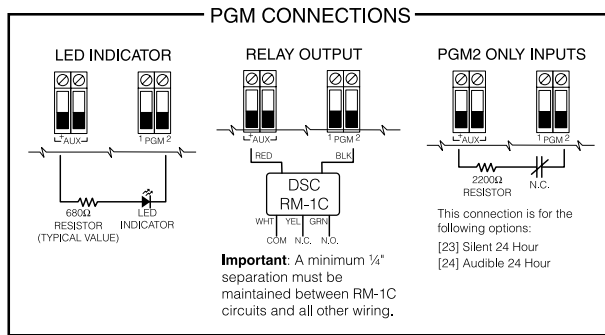 PGM CONNECTIONS
LED INDICATOR
+AUX-
1 PGM 2
680Ω
RESISTOR
(TYPICAL VALUE)
LED
INDICATOR
RELAY OUTPUT
+AUX-
1 PGM 2
RED
BLK
DSC
RM-1C
WHT YEL GRN
COM N.C. N.O.
Important: A minimum ¼"
separation must be
maintained between RM-1C
circuits and all other wiring.
PGM2 ONLY INPUTS
+AUX-
1 PGM 2
2200Ω
RESISTOR
N.C.
This connection is for the
following options:
[23] Silent 24 Hour
[24] Audible 24 Hour